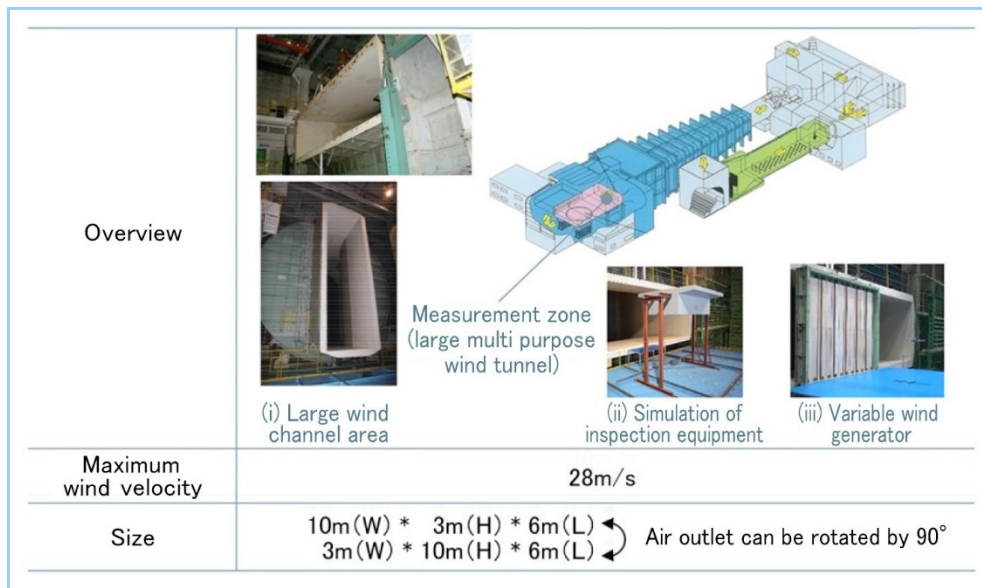 Overview
Measurement zone
(large multi purpose
wind tunnel)
(i) Large wind
channel area
(ii) Simulation of
inspection equipment
(iii) Variable wind
generator
Maximum
wind velocity
28m/s
Size
10m(W) * 3m(H) * 6m(L)
3m(W) * 10m(H) * 6m(L)
Air outlet can be rotated by 90°